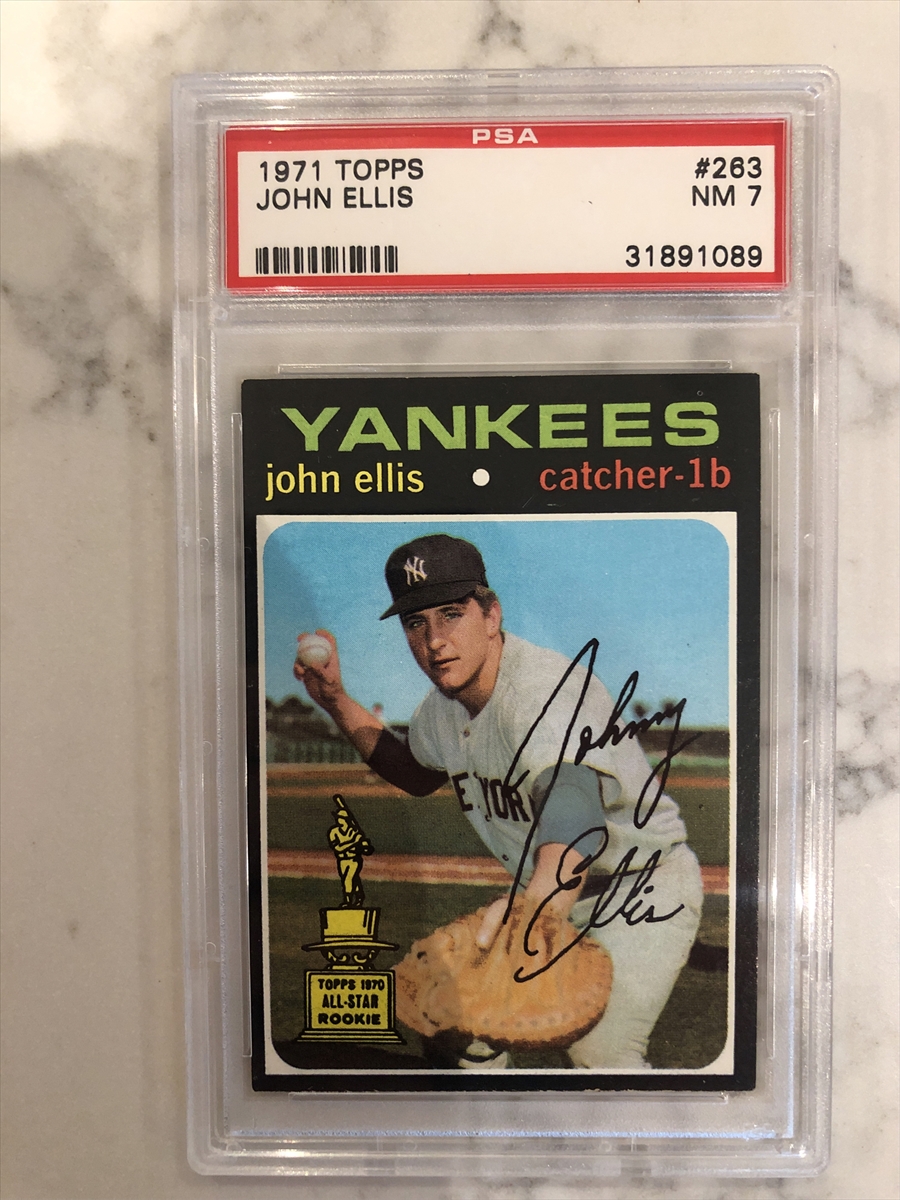 PSA
1971 TOPPS #263
JOHN ELLIS NM 7
31891089
YANKEES
john ellis catcher-1b
NY
E YOR
Johnny
Ellis
TOPPS 1970
ALL-STAR
ROOKIE